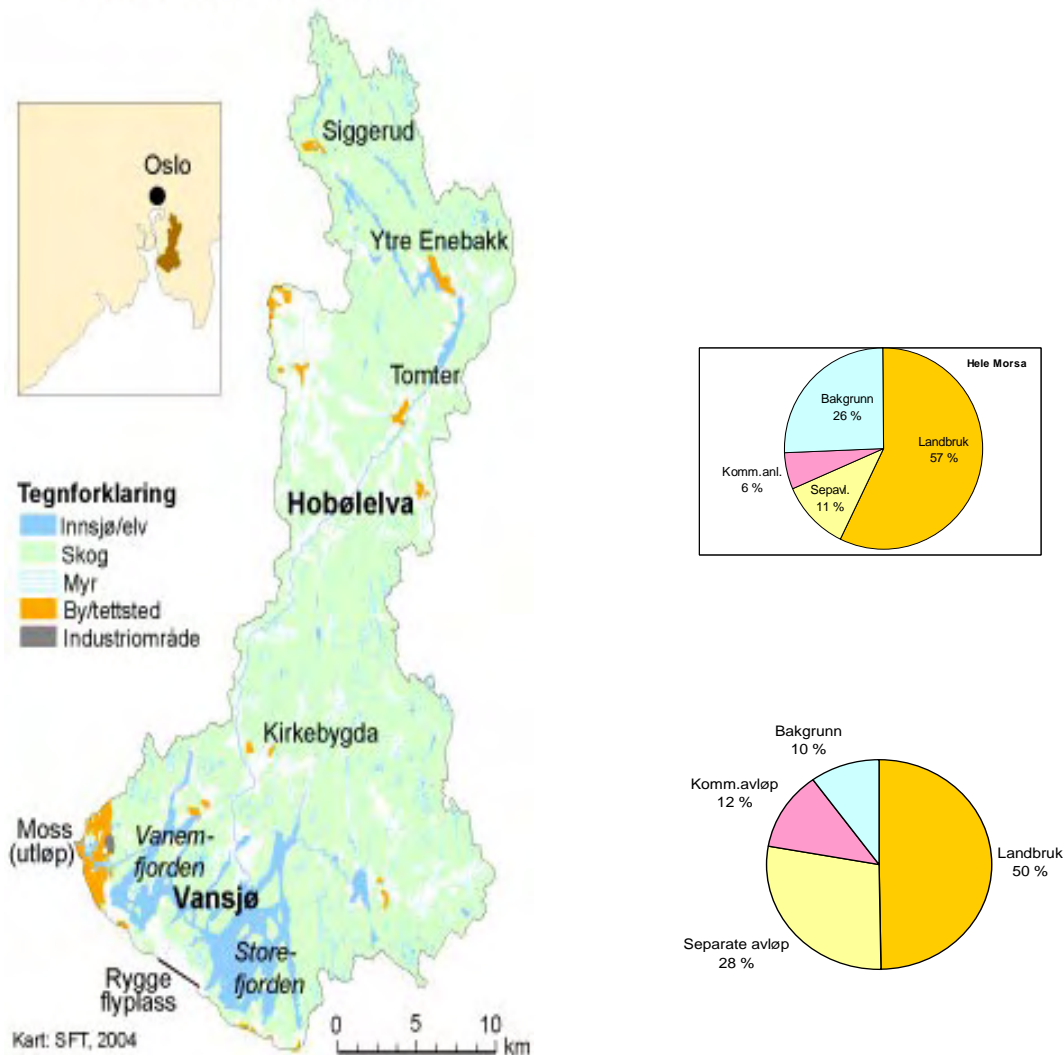 Siggerud
Oslo
Ytre Enebakk
Tomter
Hobølelva
Tegnforklaring
Innsjø/elv
Skog
Myr
By/tettsted
Industriområde
Kirkebygda
Moss
(utløp)
Vanem-
fjorden
Vansjø
Store-
fjorden
Rygge
flyplass
Kart: SFT, 2004
0 5 10
km
Hele Morsa
Bakgrunn
26 %
Landbruk
57 %
Komm.anl.
6 %
Sepavl.
11 %
Bakgrunn
10 %
Komm.avløp
12 %
Landbruk
50 %
Separate avløp
28 %